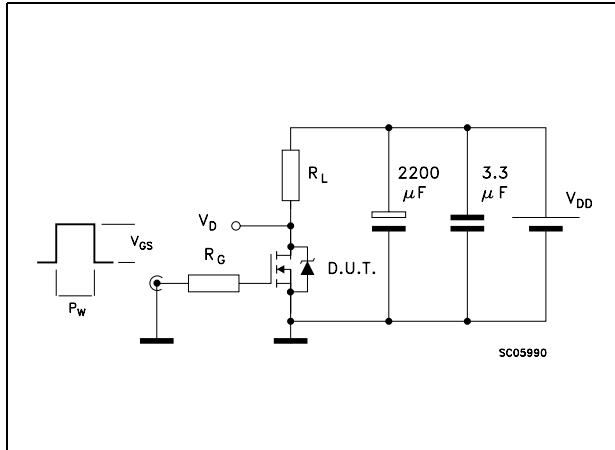 2200
μF
3.3
μF
R_L
V_DD
V_D
V_GS
R_G
D.U.T.
P_W
SC05990